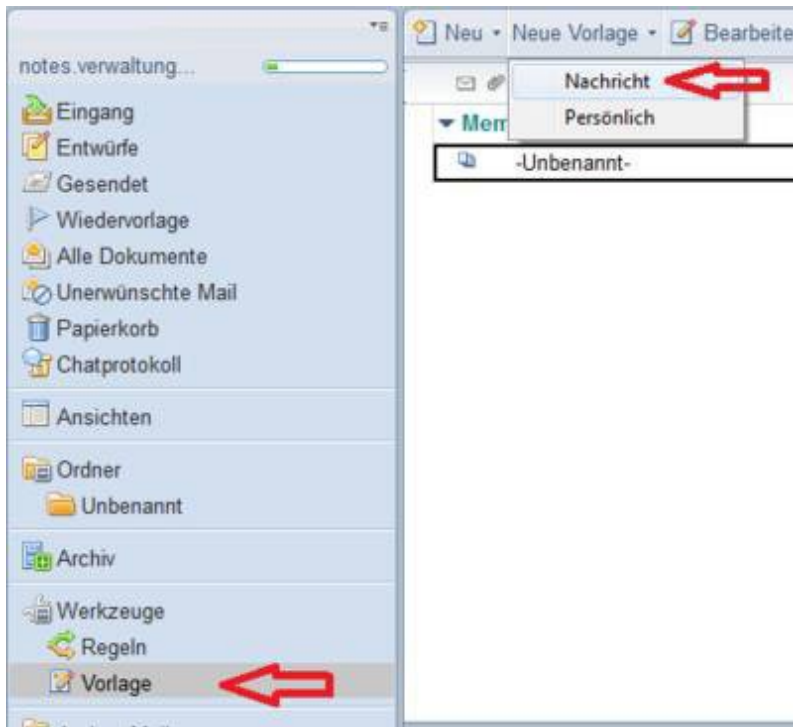 notes.verwaltung...
Eingang
Entwürfe
Gesendet
Wiedervorlage
Alle Dokumente
Unerwünschte Mail
Papierkorb
Chatprotokoll
Ansichten
Ordner
Unbenannt
Archiv
Werkzeuge
Regeln
Vorlage
Neu Neue Vorlage Bearbeite
Nachricht
Persönlich
Mem
-Unbenannt-